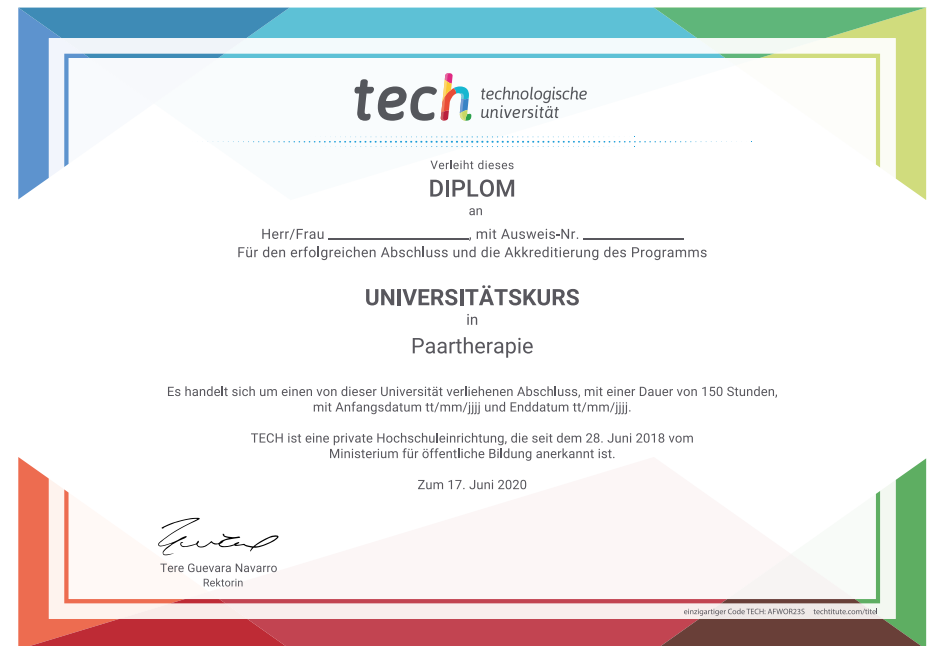 tech technologische
universität
Verleiht dieses
DIPLOM
an
Herr/Frau ____________________, mit Ausweis-Nr. ______________
Für den erfolgreichen Abschluss und die Akkreditierung des Programms
UNIVERSITÄTSKURS
in
Paartherapie
Es handelt sich um einen von dieser Universität verliehenen Abschluss, mit einer Dauer von 150 Stunden,
mit Anfangsdatum tt/mm/jjjj und Enddatum tt/mm/jjjj.
TECH ist eine private Hochschuleinrichtung, die seit dem 28. Juni 2018 vom
Ministerium für öffentliche Bildung anerkannt ist.
Zum 17. Juni 2020
Tere Guevara Navarro
Rektorin
einzigartiger Code TECH: AFWOR23S techtitute.com/titel